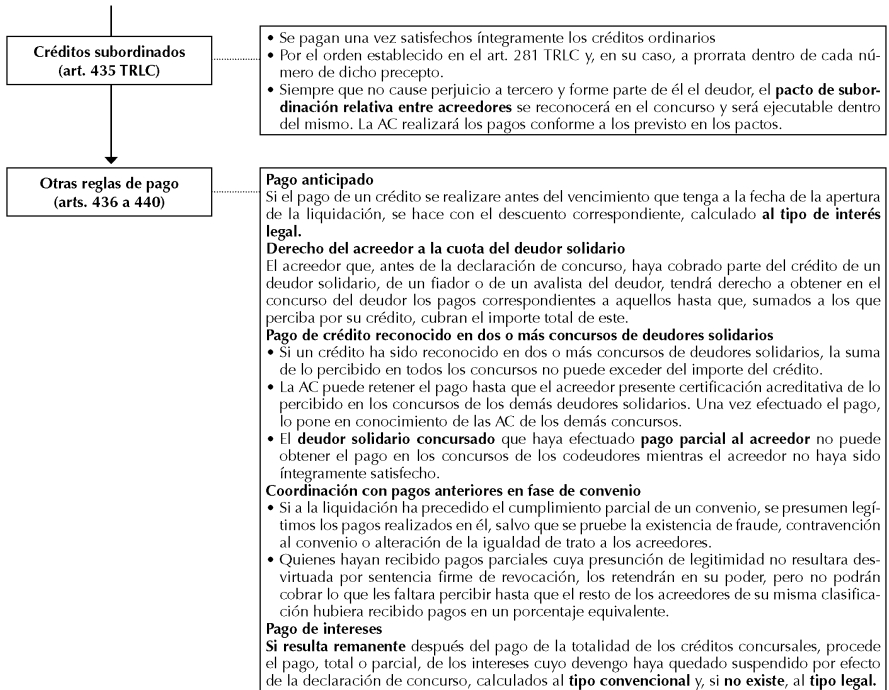 Créditos subordinados
(art. 435 TRLC)
• Se pagan una vez satisfechos íntegramente los créditos ordinarios
• Por el orden establecido en el art. 281 TRLC y, en su caso, a prorrata dentro de cada nú-
mero de dicho precepto.
• Siempre que no cause perjuicio a tercero y forme parte de él el deudor, el pacto de subor-
dinación relativa entre acreedores se reconocerá en el concurso y será ejecutable dentro
del mismo. La AC realizará los pagos conforme a los previsto en los pactos.
Otras reglas de pago
(arts. 436 a 440)
Pago anticipado
Si el pago de un crédito se realizare antes del vencimiento que tenga a la fecha de la apertura
de la liquidación, se hace con el descuento correspondiente, calculado al tipo de interés
legal.
Derecho del acreedor a la cuota del deudor solidario
El acreedor que, antes de la declaración de concurso, haya cobrado parte del crédito de un
deudor solidario, de un fiador o de un avalista del deudor, tendrá derecho a obtener en el
concurso del deudor los pagos correspondientes a aquellos hasta que, sumados a los que
perciba por su crédito, cubran el importe total de este.
Pago de crédito reconocido en dos o más concursos de deudores solidarios
• Si un crédito ha sido reconocido en dos o más concursos de deudores solidarios, la suma
de lo percibido en todos los concursos no puede exceder del importe del crédito.
• La AC puede retener el pago hasta que el acreedor presente certificación acreditativa de lo
percibido en los concursos de los demás deudores solidarios. Una vez efectuado el pago,
lo pone en conocimiento de las AC de los demás concursos.
• El deudor solidario concursado que haya efectuado pago parcial al acreedor no puede
obtener el pago en los concursos de los codeudores mientras el acreedor no haya sido
íntegramente satisfecho.
Coordinación con pagos anteriores en fase de convenio
• Si a la liquidación ha precedido el cumplimiento parcial de un convenio, se presumen legí-
timos los pagos realizados en él, salvo que se pruebe la existencia de fraude, contravención
al convenio o alteración de la igualdad de trato a los acreedores.
• Quienes hayan recibido pagos parciales cuya presunción de legitimidad no resultara des-
virtuada por sentencia firme de revocación, los retendrán en su poder, pero no podrán
cobrar lo que les faltara percibir hasta que el resto de los acreedores de su misma clasifi-
cación hubiera recibido pagos en un porcentaje equivalente.
Pago de intereses
Si resulta remanente después del pago de la totalidad de los créditos concursales, procede
el pago, total o parcial, de los intereses cuyo devengo haya quedado suspendido por efecto
de la declaración de concurso, calculados al tipo convencional y, si no existe, al tipo legal.